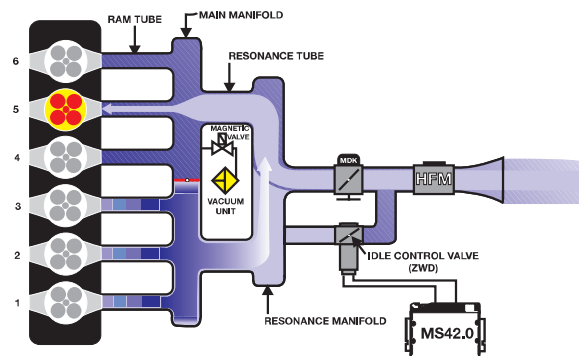 MAIN MANIFOLD
RAM TUBE
RESONANCE TUBE
6
5
4
3
2
1
MAGNETIC
VALVE
VACUUM
UNIT
MDK
HFM
IDLE CONTROL VALVE
(ZWD)
RESONANCE MANIFOLD
MS42.0